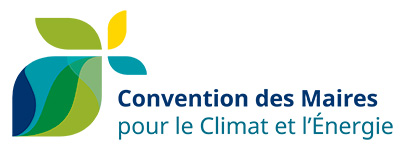 Convention des Maires
pour le Climat et l’Énergie